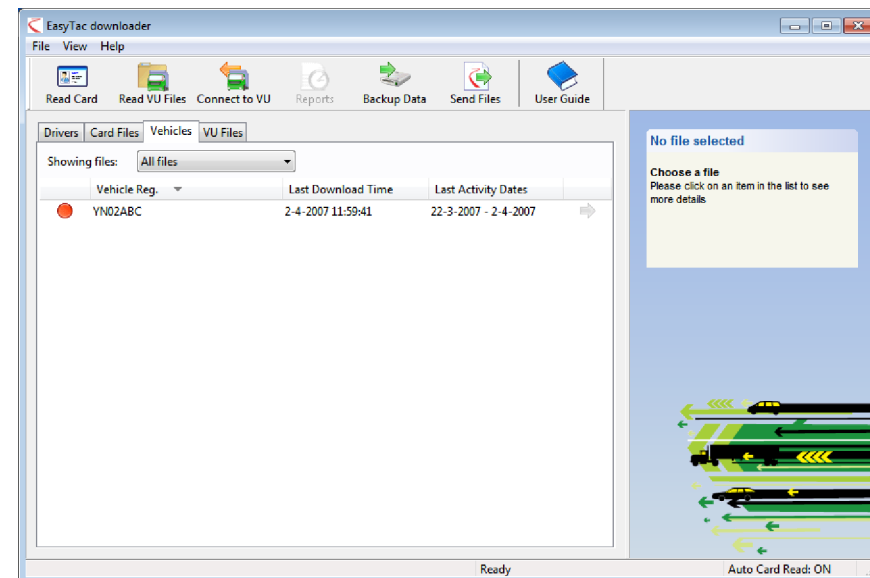 EasyTac downloader
File View Help
Read Card Read VU Files Connect to VU Reports Backup Data Send Files User Guide
Drivers Card Files Vehicles VU Files
Showing files: All files
Vehicle Reg. Last Download Time Last Activity Dates
YN02ABC 2-4-2007 11:59:41 22-3-2007 - 2-4-2007
No file selected
Choose a file
Please click on an item in the list to see
more details
Ready Auto Card Read: ON